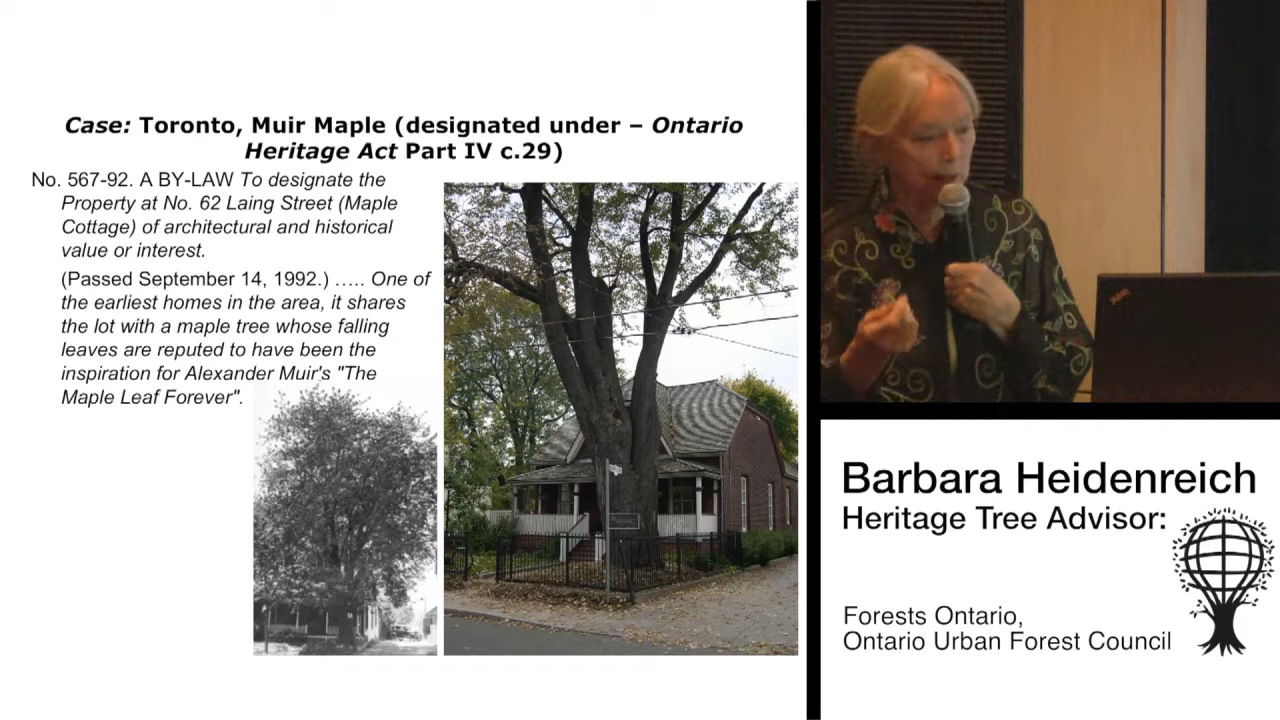 Case: Toronto, Muir Maple (designated under – Ontario
Heritage Act Part IV c.29)
No. 567-92. A BY-LAW To designate the
Property at No. 62 Laing Street (Maple
Cottage) of architectural and historical
value or interest.
(Passed September 14, 1992.) ..... One of
the earliest homes in the area, it shares
the lot with a maple tree whose falling
leaves are reputed to have been the
inspiration for Alexander Muir's "The
Maple Leaf Forever".
Barbara Heidenreich
Heritage Tree Advisor:
Forests Ontario,
Ontario Urban Forest Council